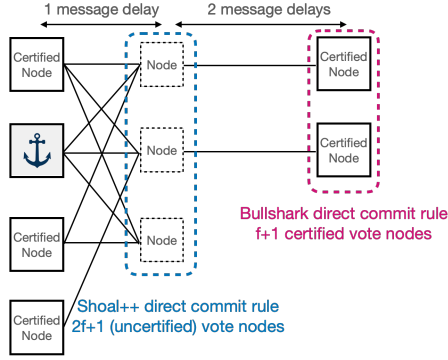 1 message delay
2 message delays
Certified
Node
Node
Certified
Node
Node
Certified
Node
Certified
Node
Node
Bullshark direct commit rule
f+1 certified vote nodes
Certified
Node
Shoal++ direct commit rule
2f+1 (uncertified) vote nodes